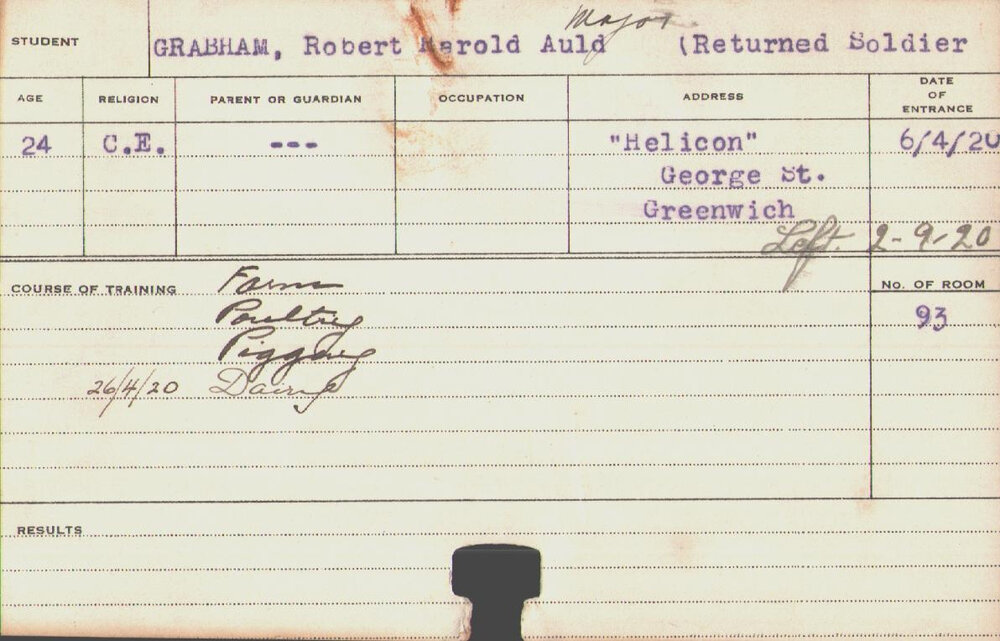 Major
STUDENT GRABHAM, Robert Harold Auld (Returned Soldier
AGE RELIGION PARENT OR GUARDIAN OCCUPATION ADDRESS DATE OF ENTRANCE
24 C.E. --- "Helicon" 6/4/20
George St.
Greenwich
Left 2-9-20
COURSE OF TRAINING Farm No. OF ROOM
Poultry 93
Piggery
26/4/20 Dairy
RESULTS